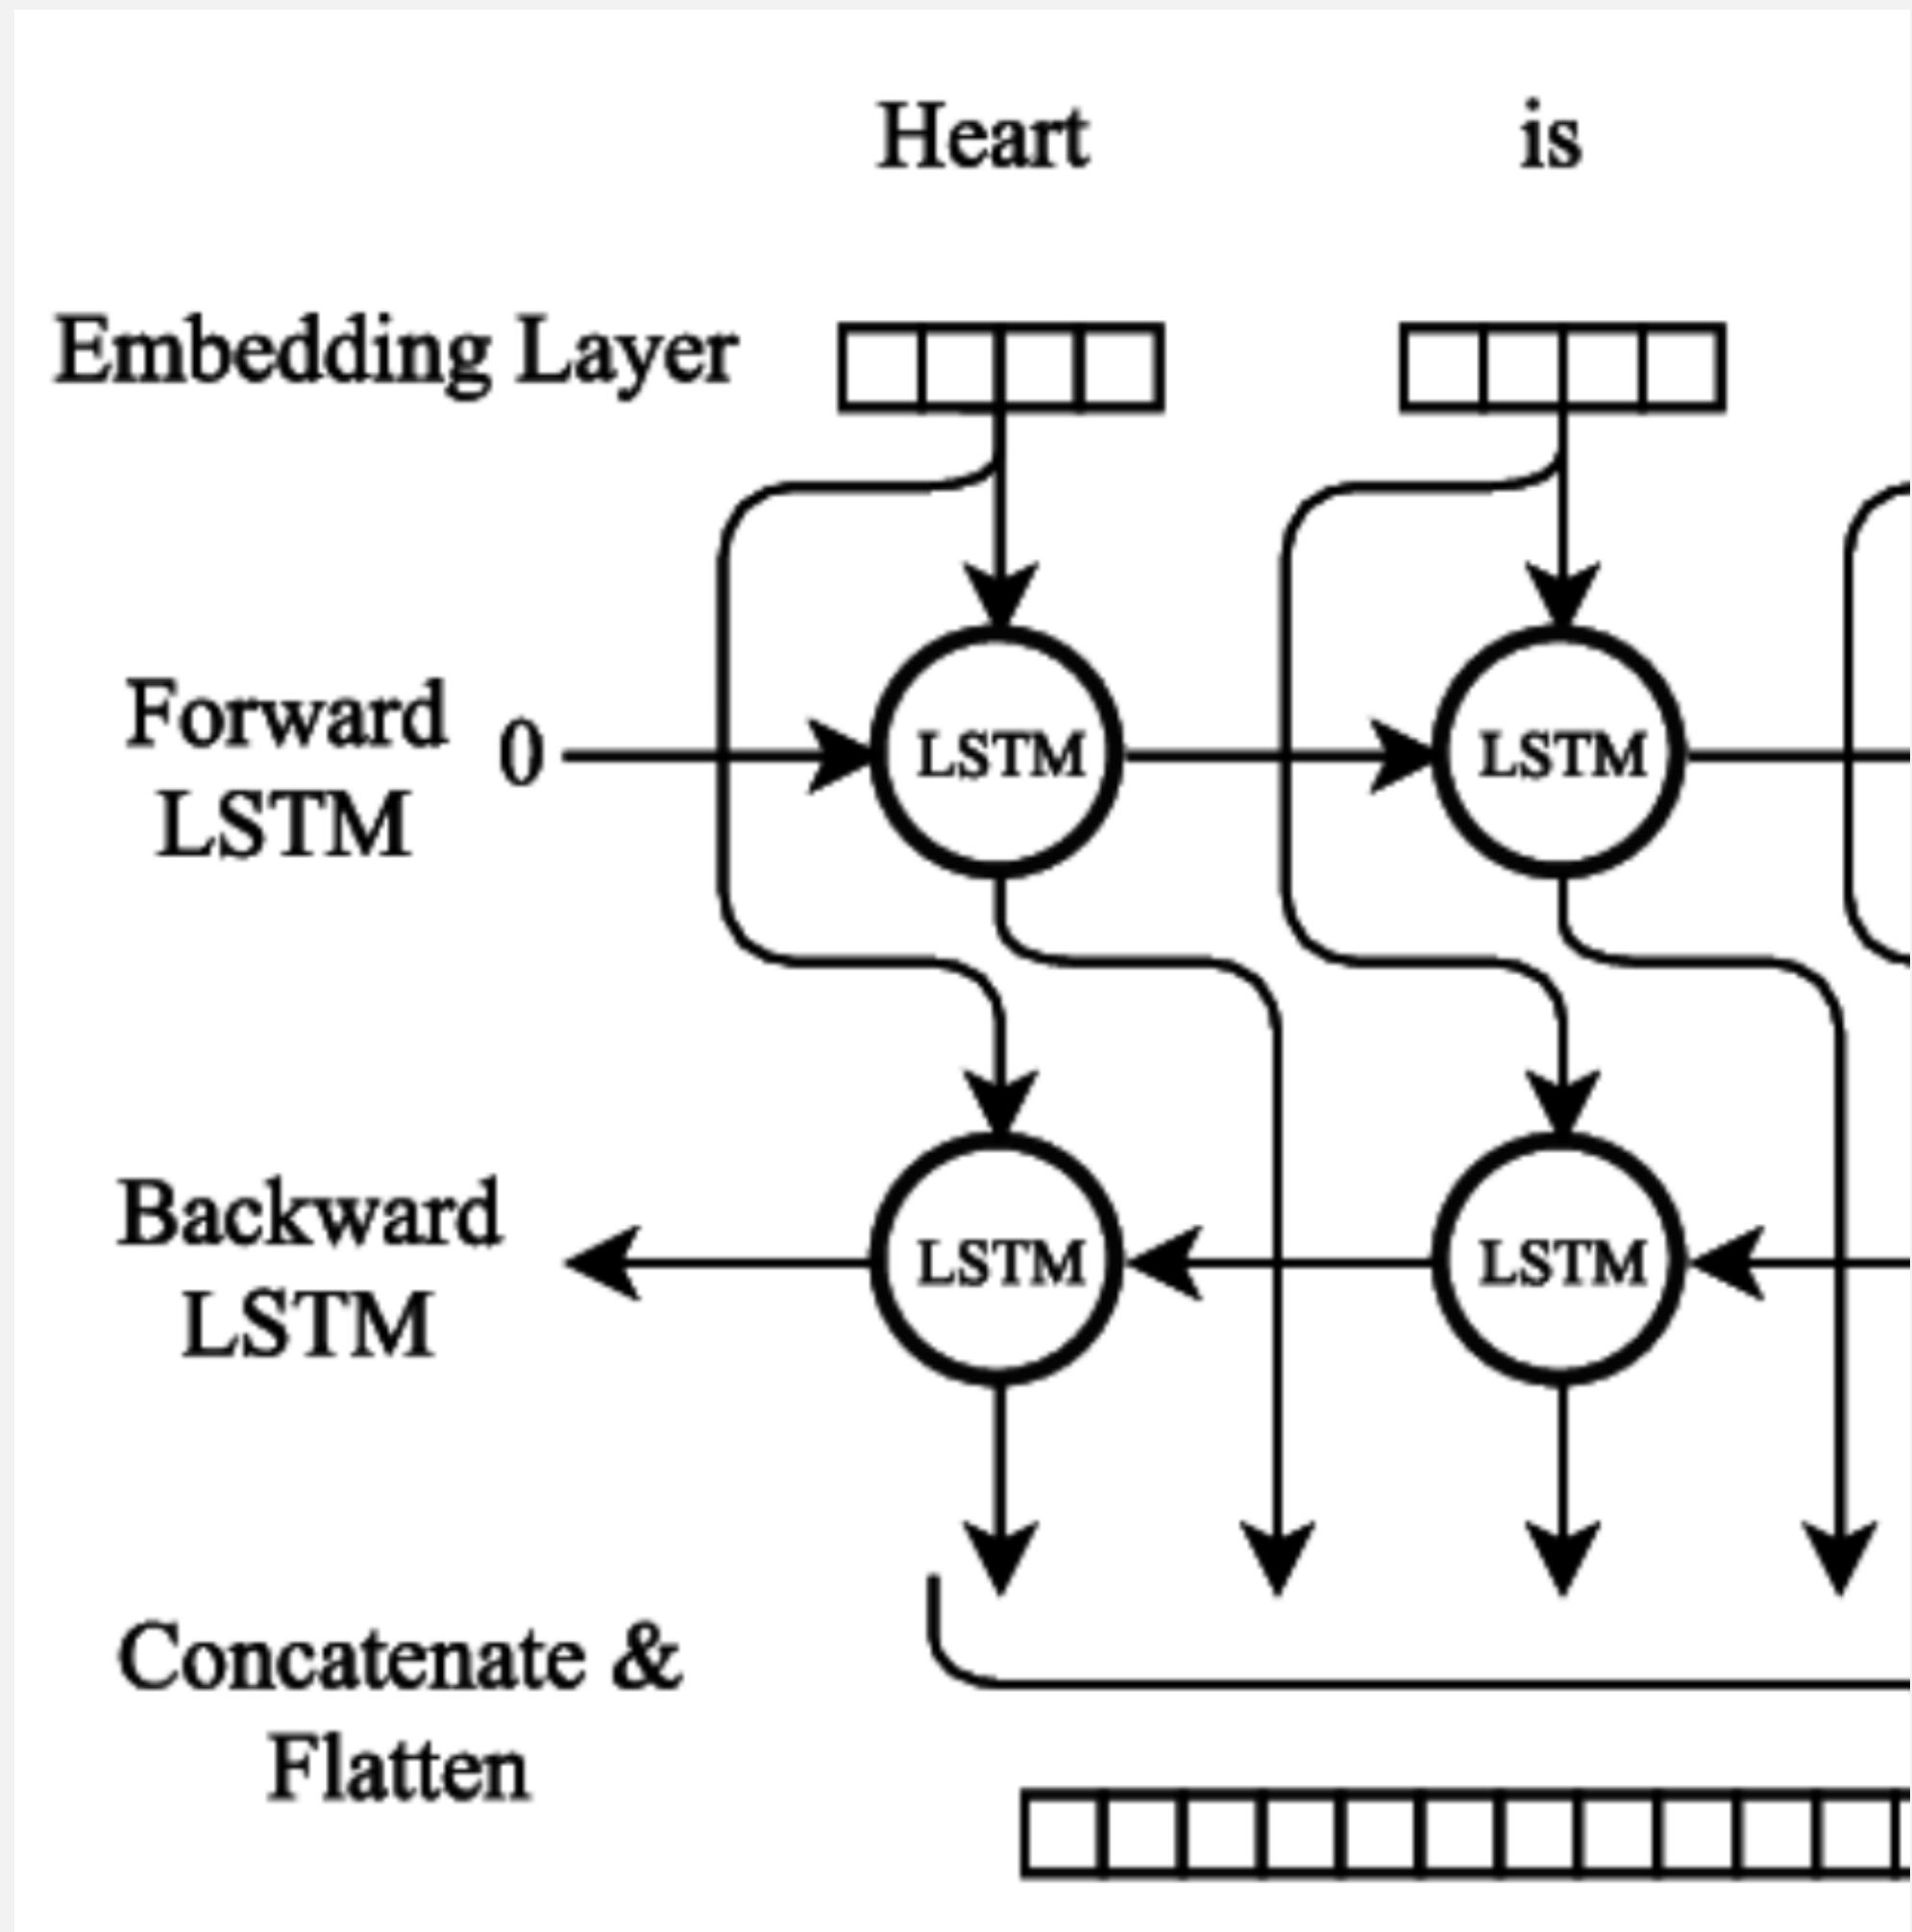 Heart is
Embedding Layer
Forward
LSTM
0
LSTM LSTM
Backward
LSTM
LSTM LSTM
Concatenate &
Flatten